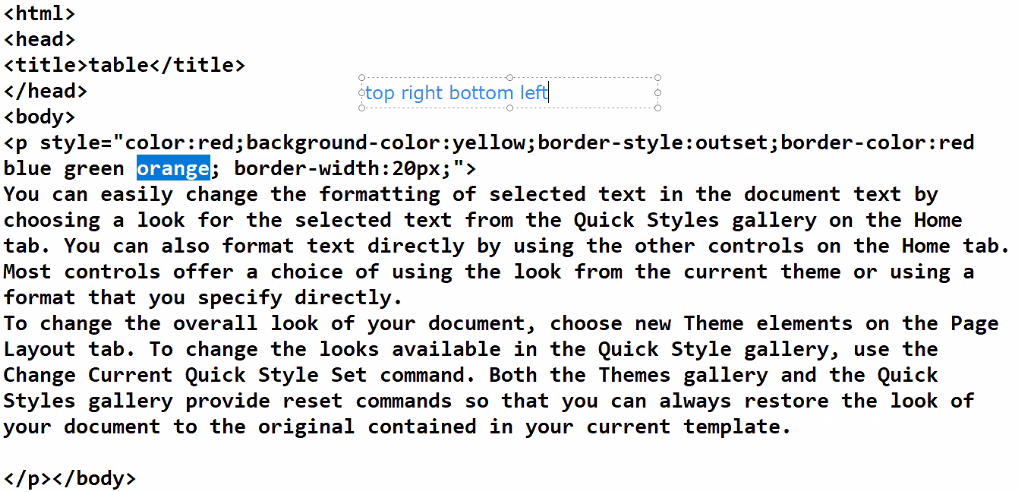 <html>
<head>
<title>table</title>
</head>
top right bottom left
<body>
<p style="color:red;background-color:yellow;border-style:outset;border-color:red
blue green orange; border-width:20px;">
You can easily change the formatting of selected text in the document text by
choosing a look for the selected text from the Quick Styles gallery on the Home
tab. You can also format text directly by using the other controls on the Home tab.
Most controls offer a choice of using the look from the current theme or using a
format that you specify directly.
To change the overall look of your document, choose new Theme elements on the Page
Layout tab. To change the looks available in the Quick Style gallery, use the
Change Current Quick Style Set command. Both the Themes gallery and the Quick
Styles gallery provide reset commands so that you can always restore the look of
your document to the original contained in your current template.
</p></body>